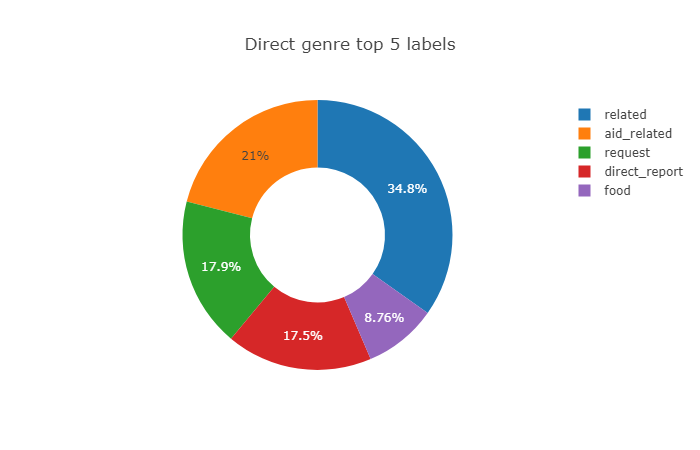 Direct genre top 5 labels
related
aid_related
request
direct_report
food
34.8%
21%
17.9%
17.5%
8.76%